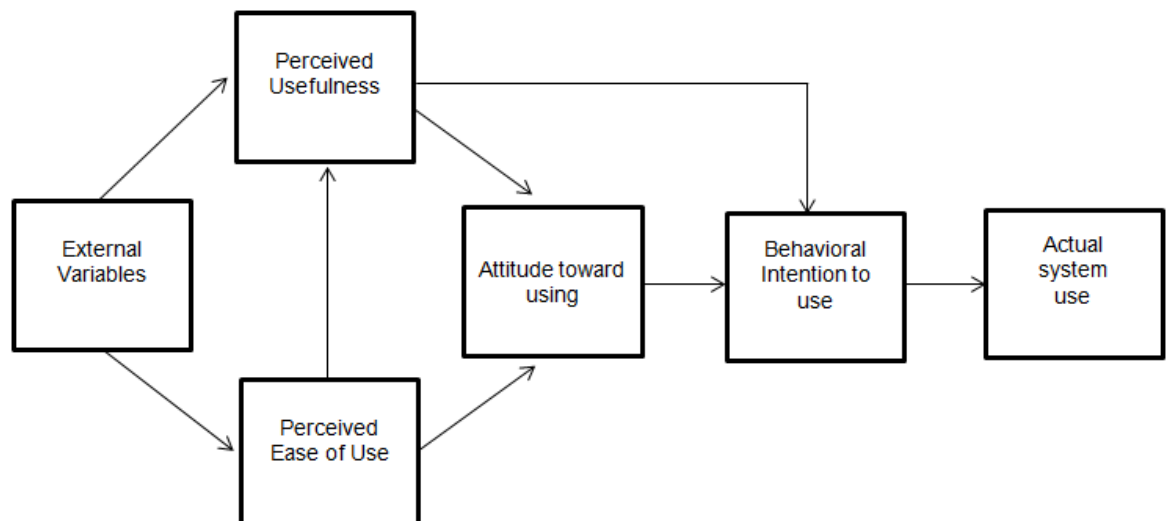 Perceived
Usefulness
External
Variables
Attitude toward
using
Behavioral
Intention to
use
Actual
system
use
Perceived
Ease of Use